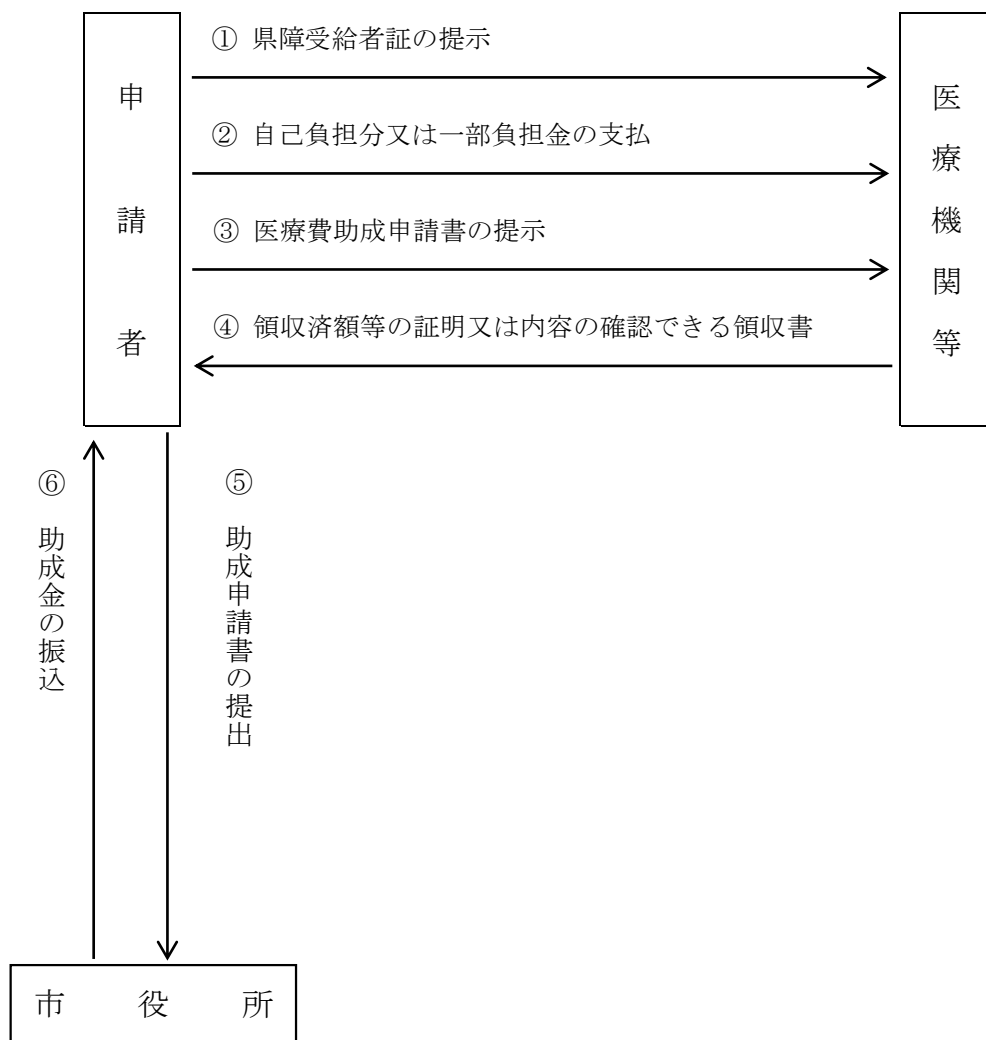 申請者
① 県障受給者証の提示
② 自己負担分又は一部負担金の支払
③ 医療費助成申請書の提示
④ 領収済額等の証明又は内容の確認できる領収書
医療機関等
⑥ 助成金の振込
⑤ 助成申請書の提出
市役所